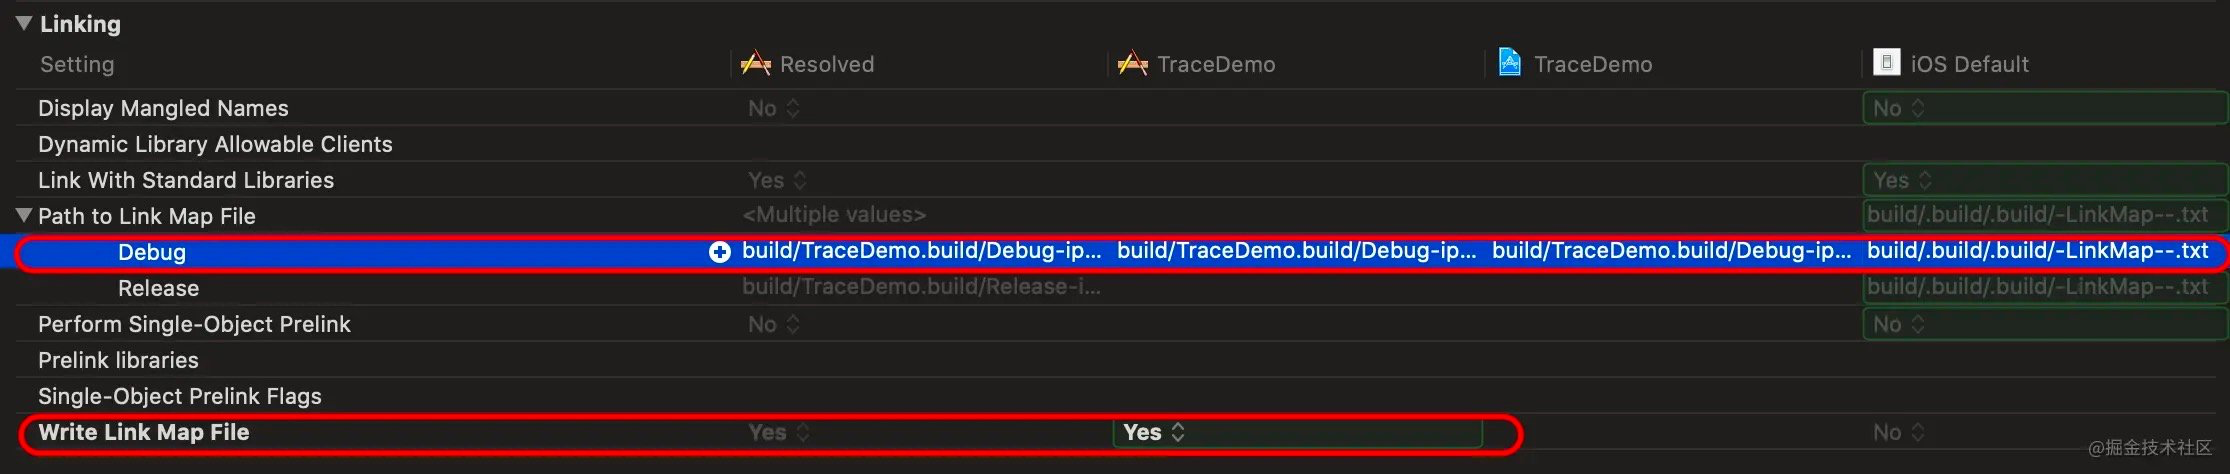 Linking
Setting Resolved TraceDemo TraceDemo iOS Default
Display Mangled Names No No
Dynamic Library Allowable Clients
Link With Standard Libraries Yes Yes
Path to Link Map File <Multiple values> build/.build/.build/-LinkMap--.txt
Debug build/TraceDemo.build/Debug-ip... build/TraceDemo.build/Debug-ip... build/TraceDemo.build/Debug-ip... build/.build/.build/-LinkMap--.txt
Release build/TraceDemo.build/Release-i... build/.build/.build/-LinkMap--.txt
Perform Single-Object Prelink No No
Prelink libraries
Single-Object Prelink Flags
Write Link Map File Yes Yes No
@掘金技术社区